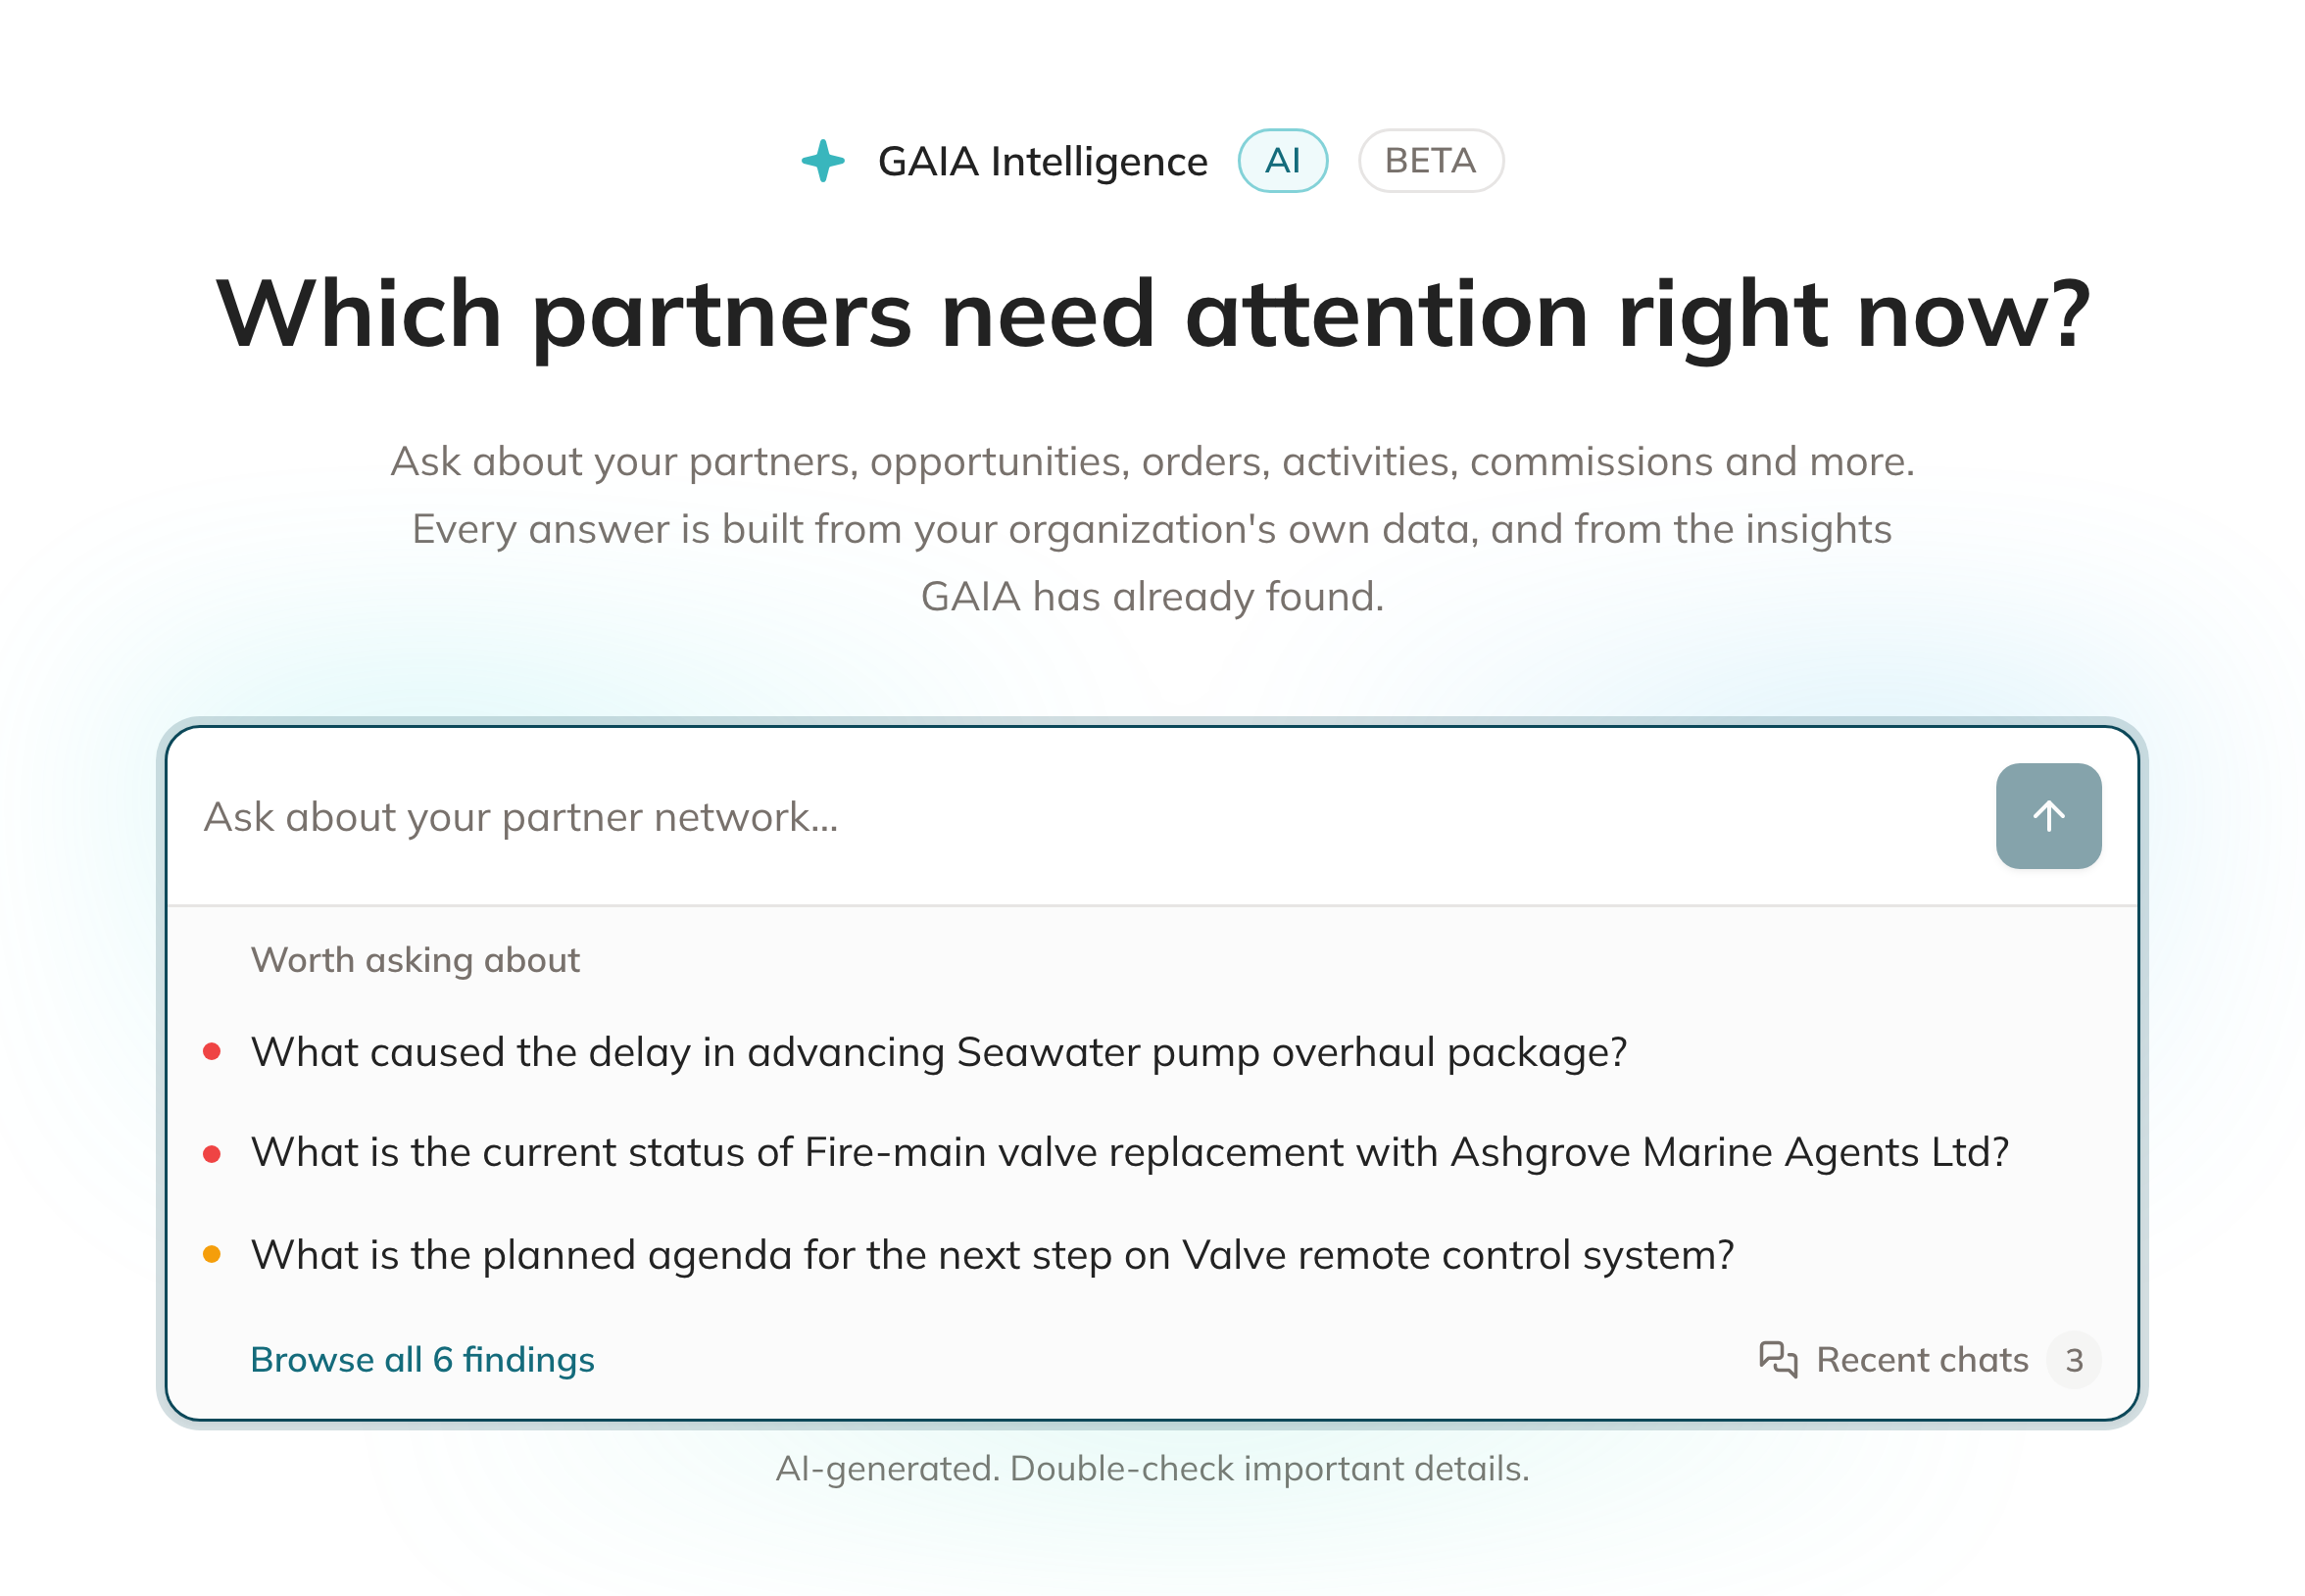 GAIA Intelligence AI BETA
Which partners need attention right now?
Ask about your partners, opportunities, orders, activities, commissions and more.
Every answer is built from your organization's own data, and from the insights
GAIA has already found.
Ask about your partner network...
Worth asking about
What caused the delay in advancing Seawater pump overhaul package?
What is the current status of Fire-main valve replacement with Ashgrove Marine Agents Ltd?
What is the planned agenda for the next step on Valve remote control system?
Browse all 6 findings
Recent chats 3
AI-generated. Double-check important details.